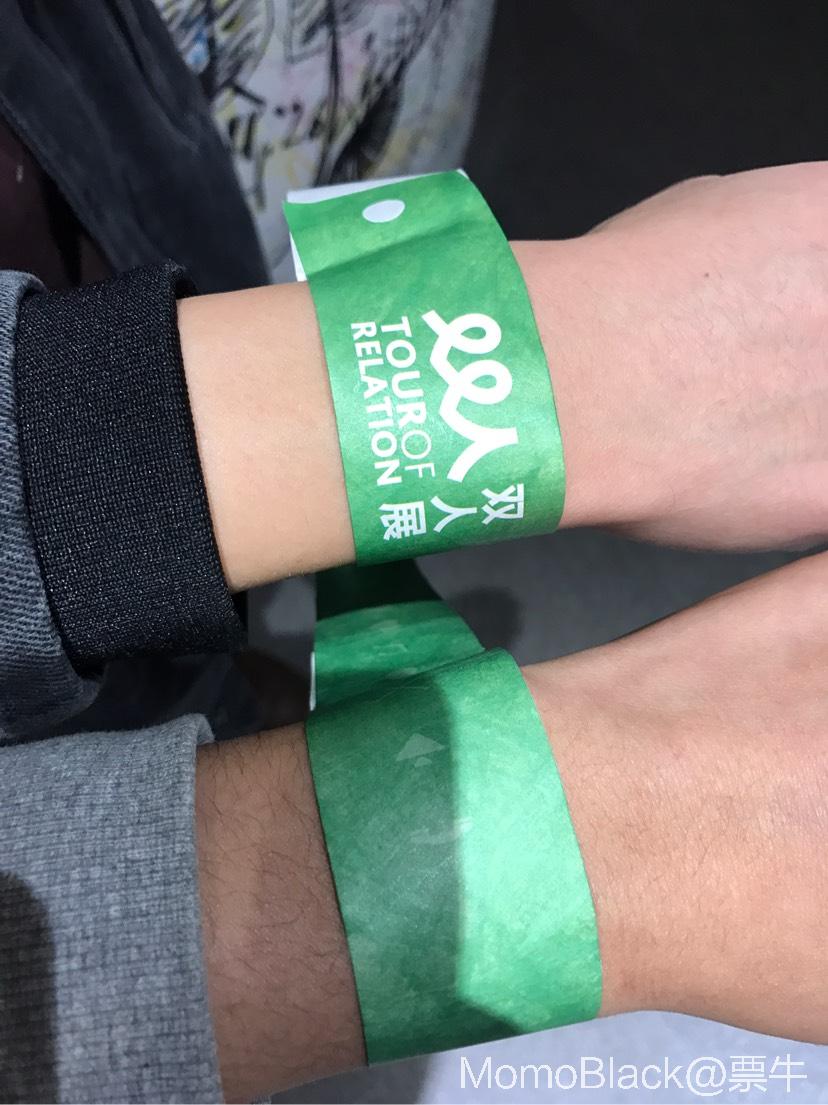 TOUR OF
RELATION
双人展
MomoBlack@票牛